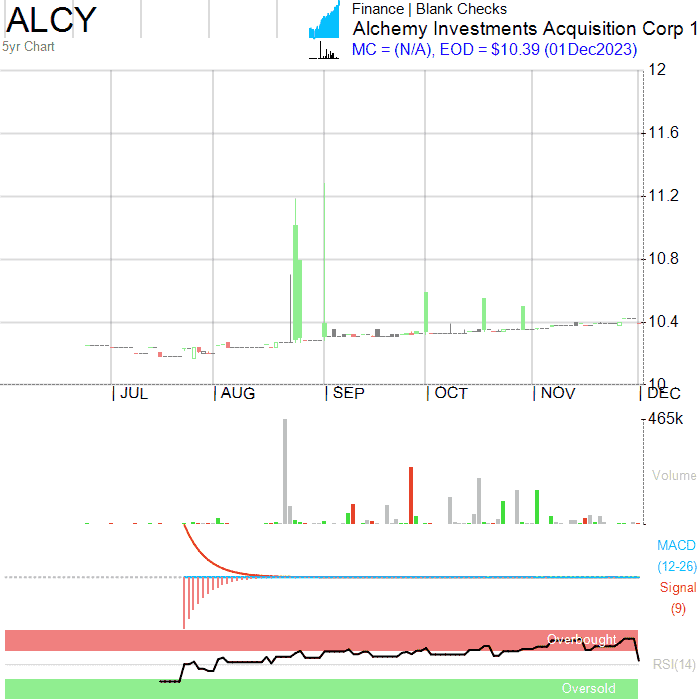 ALCY
5yr Chart
Finance | Blank Checks
Alchemy Investments Acquisition Corp 1
MC = (N/A), EOD = $10.39 (01Dec2023)
12
11.6
11.2
10.8
10.4
10
JUL AUG SEP OCT NOV DEC
465k
Volume
MACD
(12-26)
Signal
(9)
Overbought
RSI(14)
Oversold